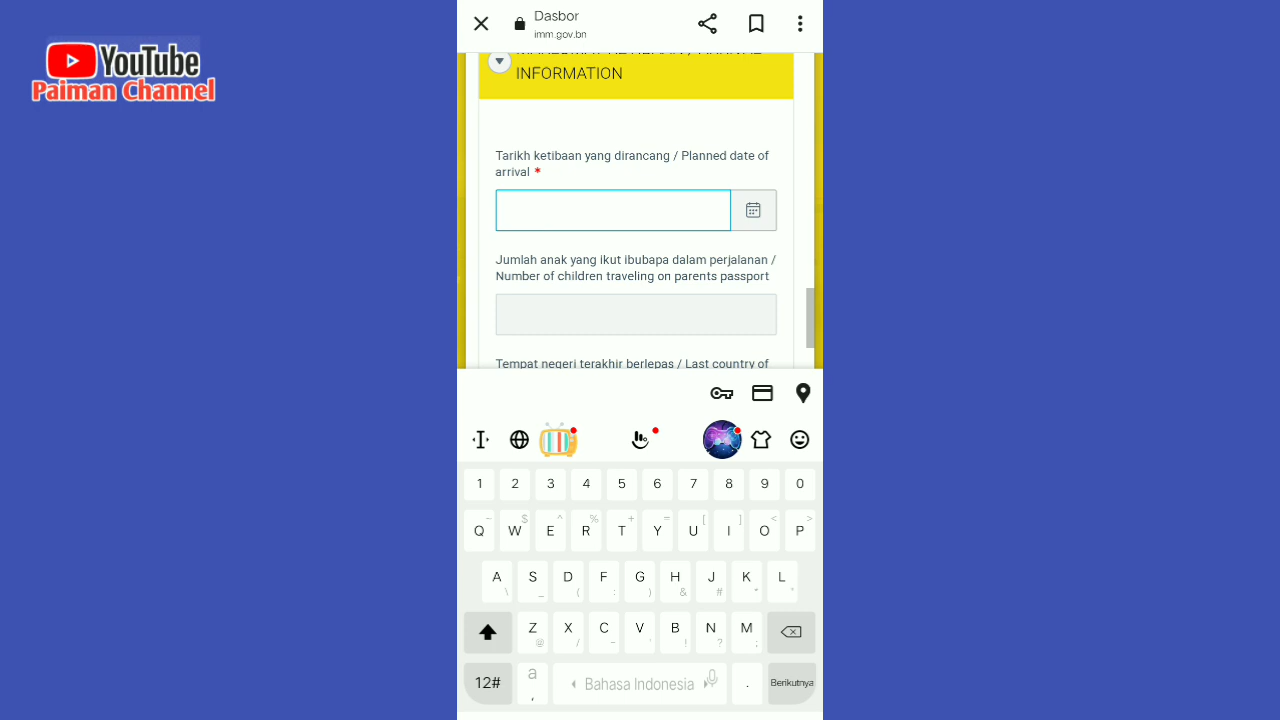 YouTube
Paiman Channel
Dasbor
imm.gov.bn
INFORMATION
Tarikh ketibaan yang dirancang / Planned date of
arrival *
Jumlah anak yang ikut ibubapa dalam perjalanan /
Number of children traveling on parents passport
Tempat negeri terakhir berlepas / Last country of
1 2 3 4 5 6 7 8 9 0
Q W E R T Y U I O P
A S D F G H J K L
Z X C V B N M
12# a , Bahasa Indonesia . Berikutnya